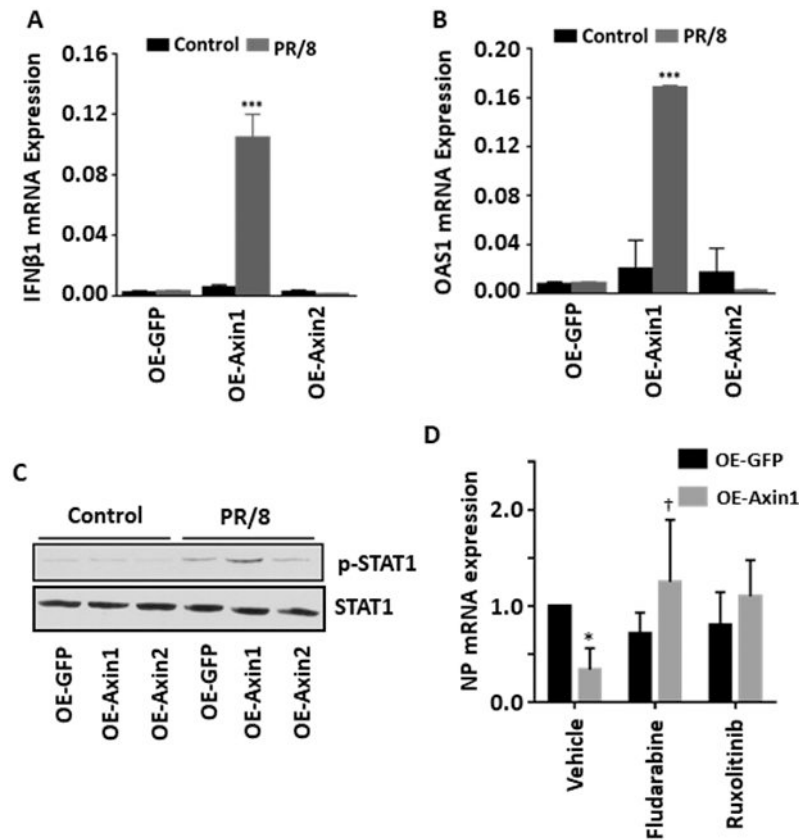 A
Control PR/8
IFNβ1 mRNA Expression
0.16
0.12
0.08
0.04
0.00
***
OE-GFP
OE-Axin1
OE-Axin2
B
Control PR/8
OAS1 mRNA Expression
0.20
0.16
0.12
0.08
0.04
0.00
***
OE-GFP
OE-Axin1
OE-Axin2
C
Control PR/8
p-STAT1
STAT1
OE-GFP
OE-Axin1
OE-Axin2
OE-GFP
OE-Axin1
OE-Axin2
D
OE-GFP
OE-Axin1
NP mRNA expression
2.0
1.0
0.0
*
†
Vehicle
Fludarabine
Ruxolitinib